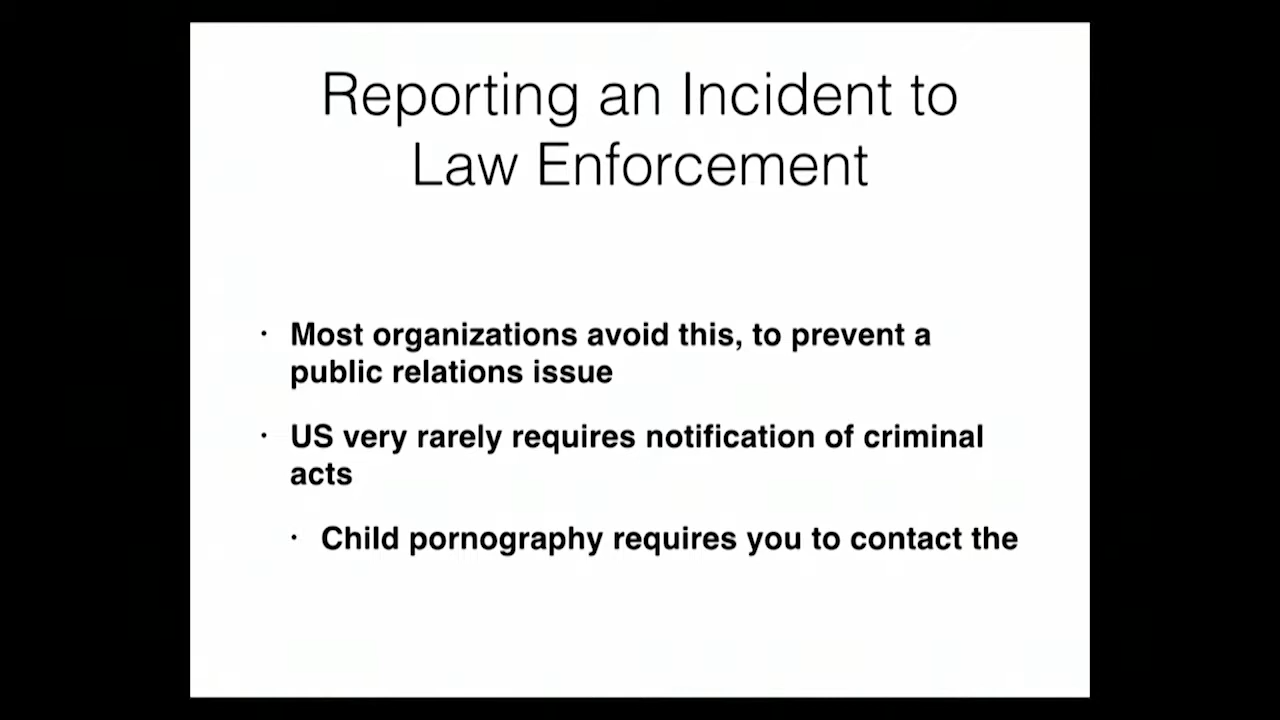 Reporting an Incident to
Law Enforcement
· Most organizations avoid this, to prevent a
public relations issue
· US very rarely requires notification of criminal
acts
· Child pornography requires you to contact the